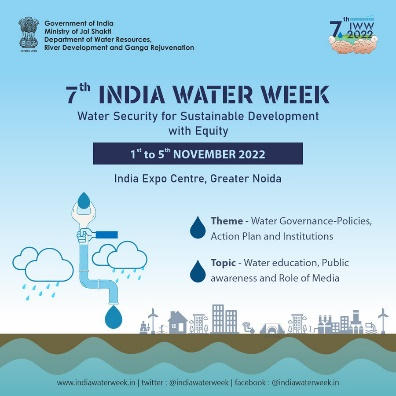 Government of India
Ministry of Jal Shakti
Department of Water Resources,
River Development and Ganga Rejuvenation
7th IWW
2022
7th INDIA WATER WEEK
Water Security for Sustainable Development
with Equity
1st to 5th NOVEMBER 2022
India Expo Centre, Greater Noida
Theme - Water Governance-Policies,
Action Plan and Institutions
Topic - Water education, Public
awareness and Role of Media
www.indiawaterweek.in | twitter : @indiawaterweek | facebook : @indiawaterweek.in